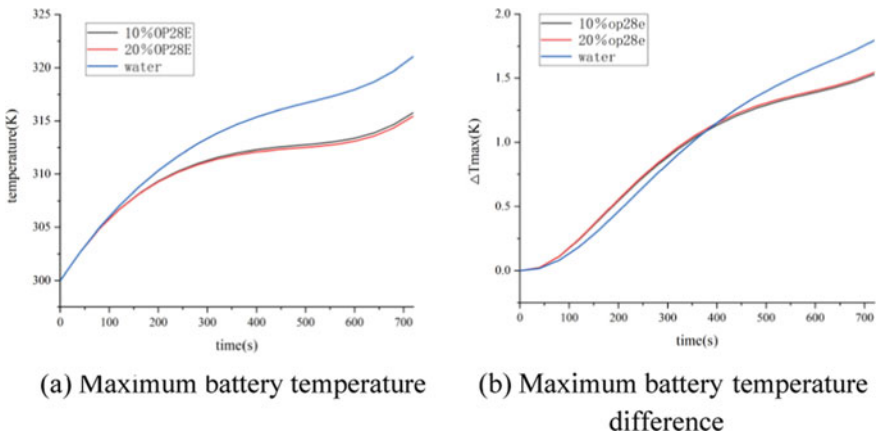 325
320
315
310
305
300
temperature(K)
10%OP28E
20%OP28E
water
0 100 200 300 400 500 600 700
time(s)
(a) Maximum battery temperature
2.0
1.5
1.0
0.5
0.0
△Tmax(K)
10%op28e
20%op28e
water
0 100 200 300 400 500 600 700
time(s)
(b) Maximum battery temperature
difference